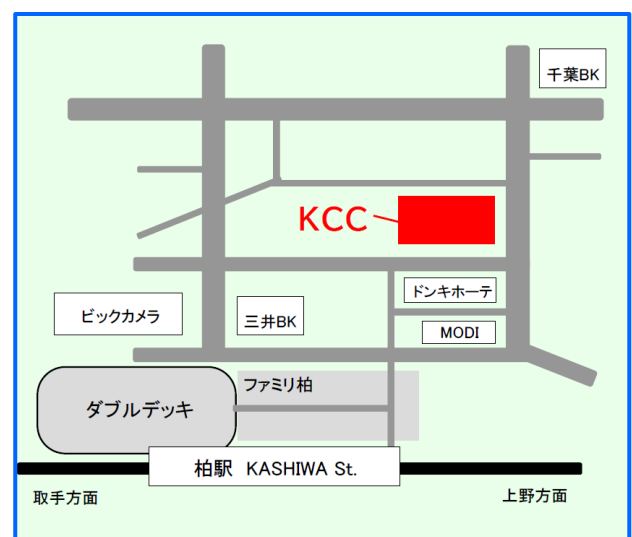 千葉BK
KCC
ドンキホーテ
ビックカメラ
三井BK
MODI
ファミリ柏
ダブルデッキ
柏駅 KASHIWA St.
取手方面
上野方面